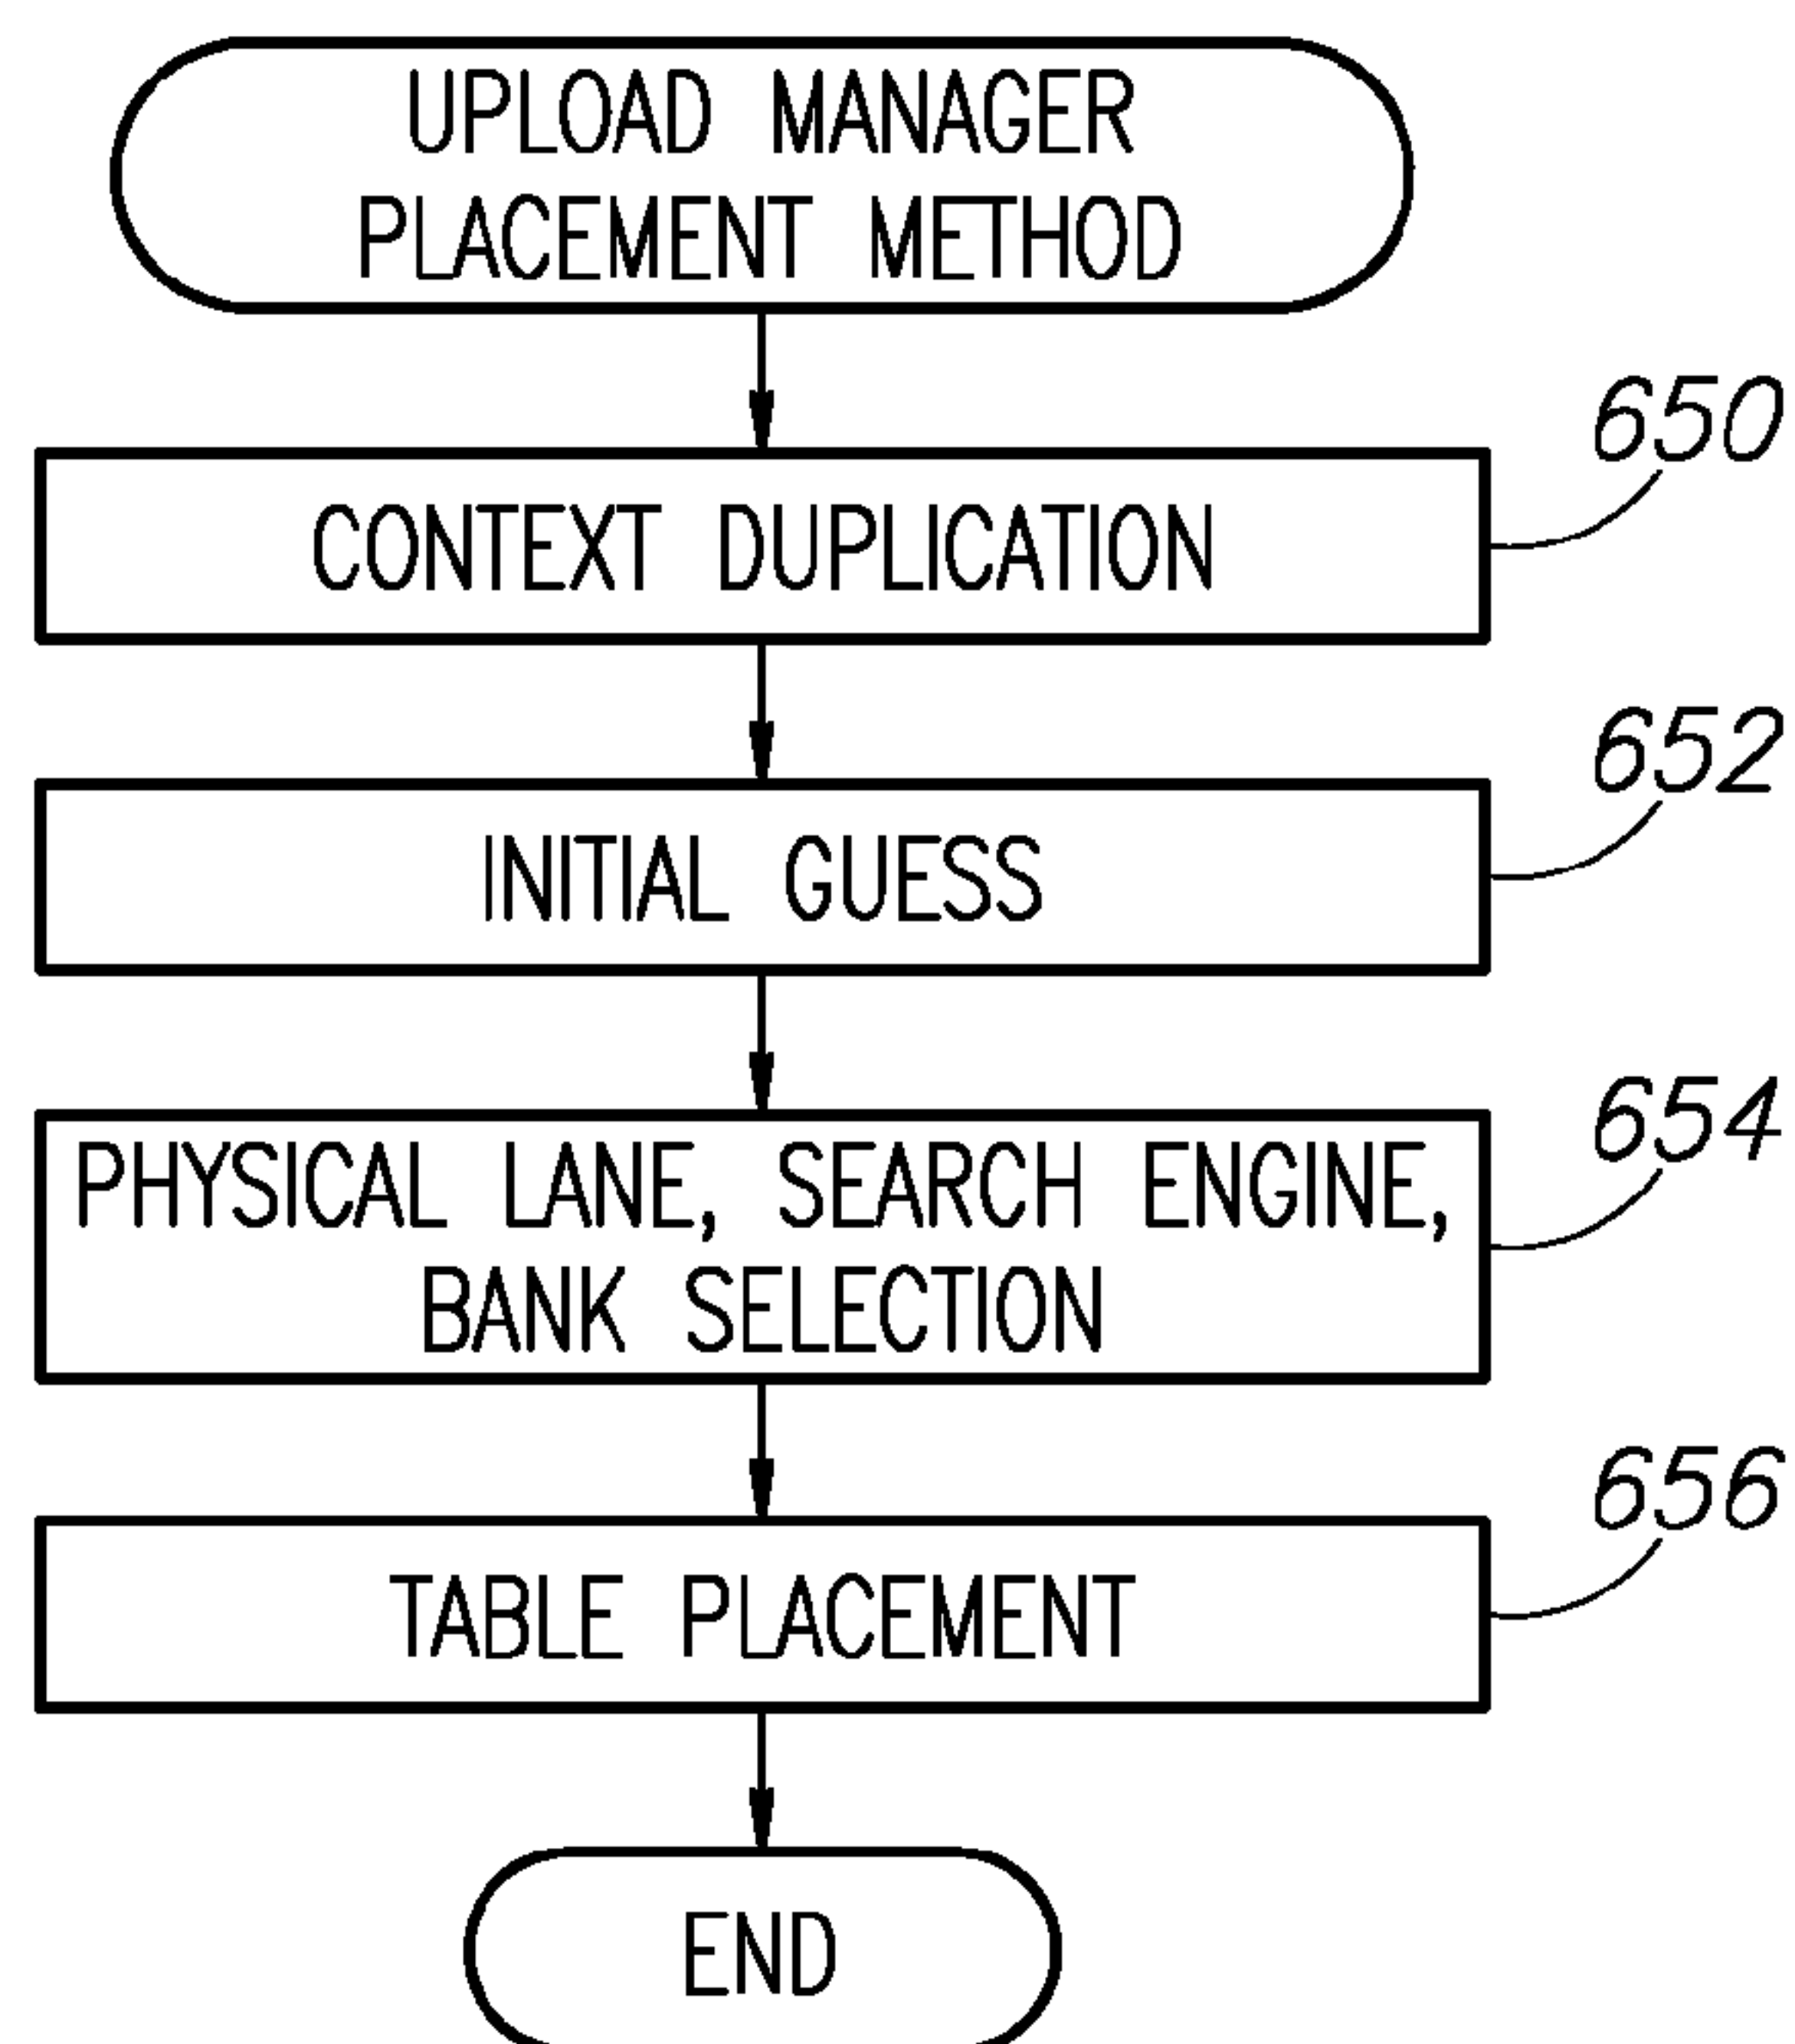 UPLOAD MANAGER
PLACEMENT METHOD
650
CONTEXT DUPLICATION
652
INITIAL GUESS
654
PHYSICAL LANE, SEARCH ENGINE,
BANK SELECTION
656
TABLE PLACEMENT
END